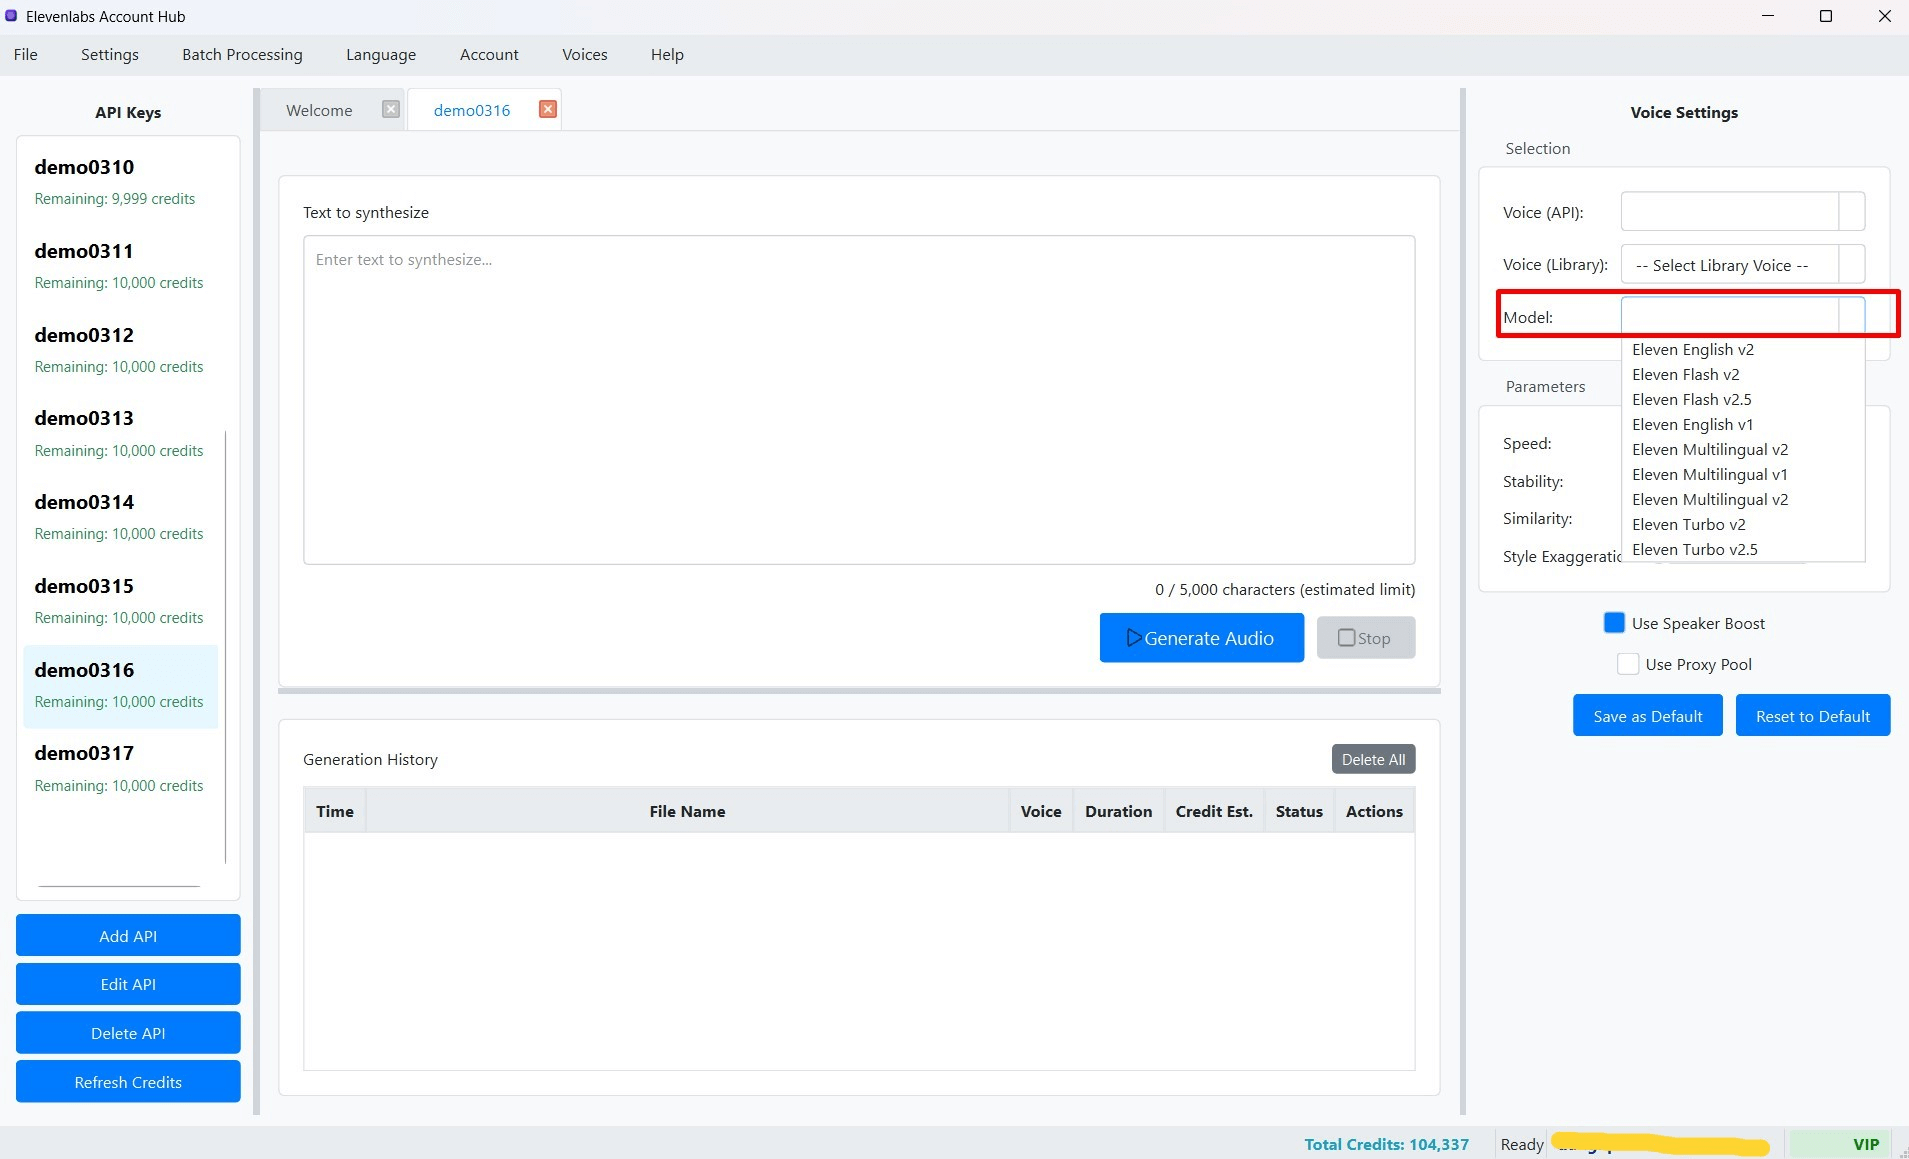 Elevenlabs Account Hub
File Settings Batch Processing Language Account Voices Help
API Keys
demo0310
Remaining: 9,999 credits
demo0311
Remaining: 10,000 credits
demo0312
Remaining: 10,000 credits
demo0313
Remaining: 10,000 credits
demo0314
Remaining: 10,000 credits
demo0315
Remaining: 10,000 credits
demo0316
Remaining: 10,000 credits
demo0317
Remaining: 10,000 credits
Add API
Edit API
Delete API
Refresh Credits
Welcome
demo0316
Text to synthesize
Enter text to synthesize...
0 / 5,000 characters (estimated limit)
Generate Audio
Stop
Generation History
Delete All
Time File Name Voice Duration Credit Est. Status Actions
Voice Settings
Selection
Voice (API):
Voice (Library): -- Select Library Voice --
Model:
Eleven English v2
Eleven Flash v2
Eleven Flash v2.5
Eleven English v1
Eleven Multilingual v2
Eleven Multilingual v1
Eleven Multilingual v2
Eleven Turbo v2
Eleven Turbo v2.5
Parameters
Speed:
Stability:
Similarity:
Use Speaker Boost
Use Proxy Pool
Save as Default
Reset to Default
Total Credits: 104,337
Ready
VIP